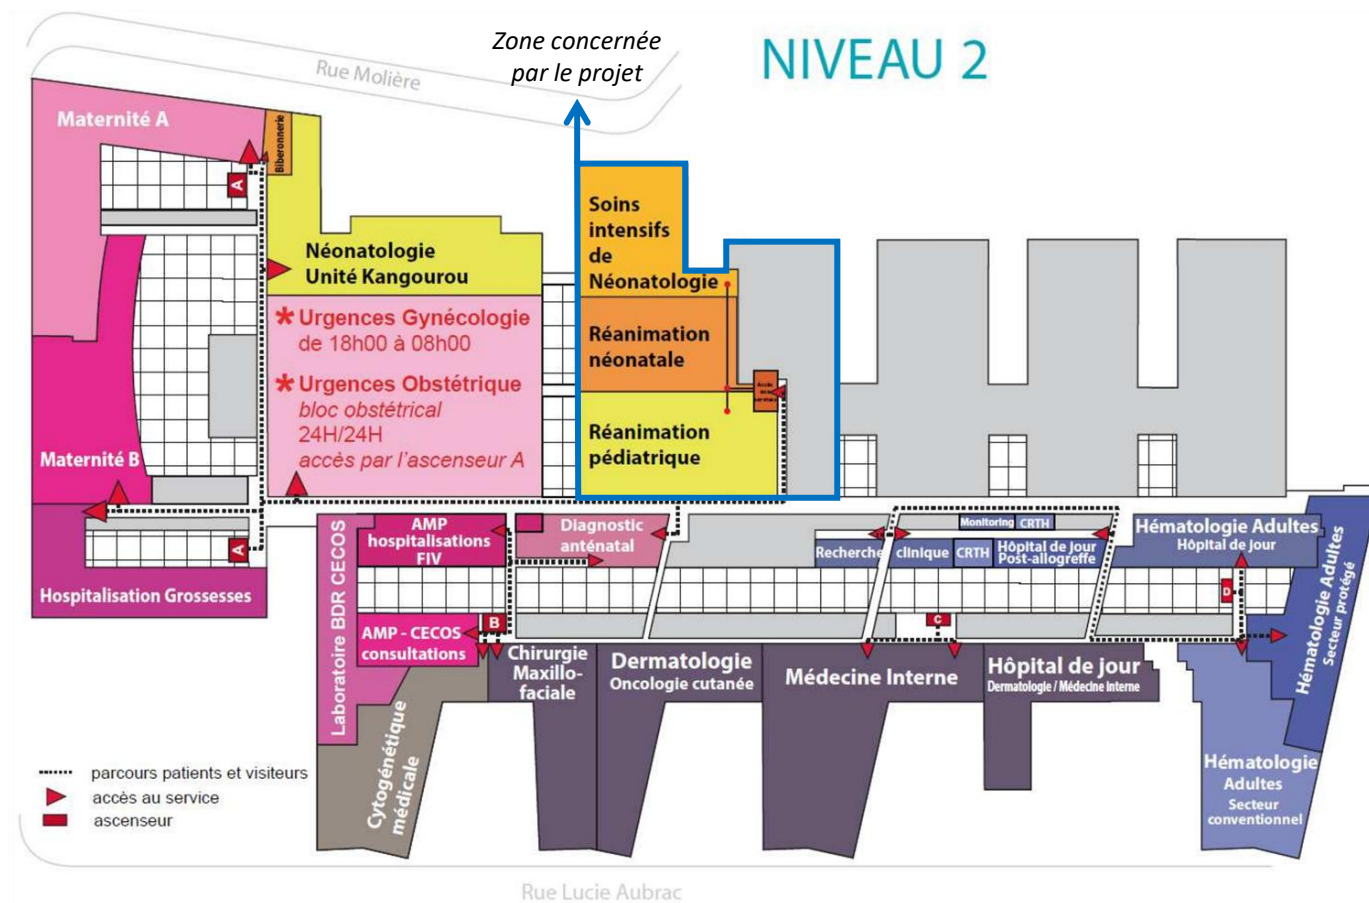 Zone concernée
par le projet
NIVEAU 2
Rue Molière
Maternité A
Biberonnerie
A
Néonatologie
Unité Kangourou
Soins
intensifs
de
Néonatologie
* Urgences Gynécologie
de 18h00 à 08h00
* Urgences Obstétrique
bloc obstétrical
24H/24H
accès par l'ascenseur A
Réanimation
néonatale
Réanimation
pédiatrique
Maternité B
A
Hospitalisation Grossesses
Laboratoire BDR CECOS
AMP
hospitalisations
FIV
Diagnostic
anténatal
Monitoring
CRTH
Recherche clinique
CRTH
Hôpital de Jour
Post-allogreffe
Hématologie Adultes
Hôpital de Jour
Hématologie Adultes
Secteur protégé
AMP - CECOS
consultations
B
C
D
Cytogénétique
médicale
Chirurgie
Maxillo-
faciale
Dermatologie
Oncologie cutanée
Médecine Interne
Hôpital de jour
Dermatologie / Médecine Interne
Hématologie
Adultes
Secteur
conventionnel
parcours patients et visiteurs
accès au service
ascenseur
Rue Lucie Aubrac